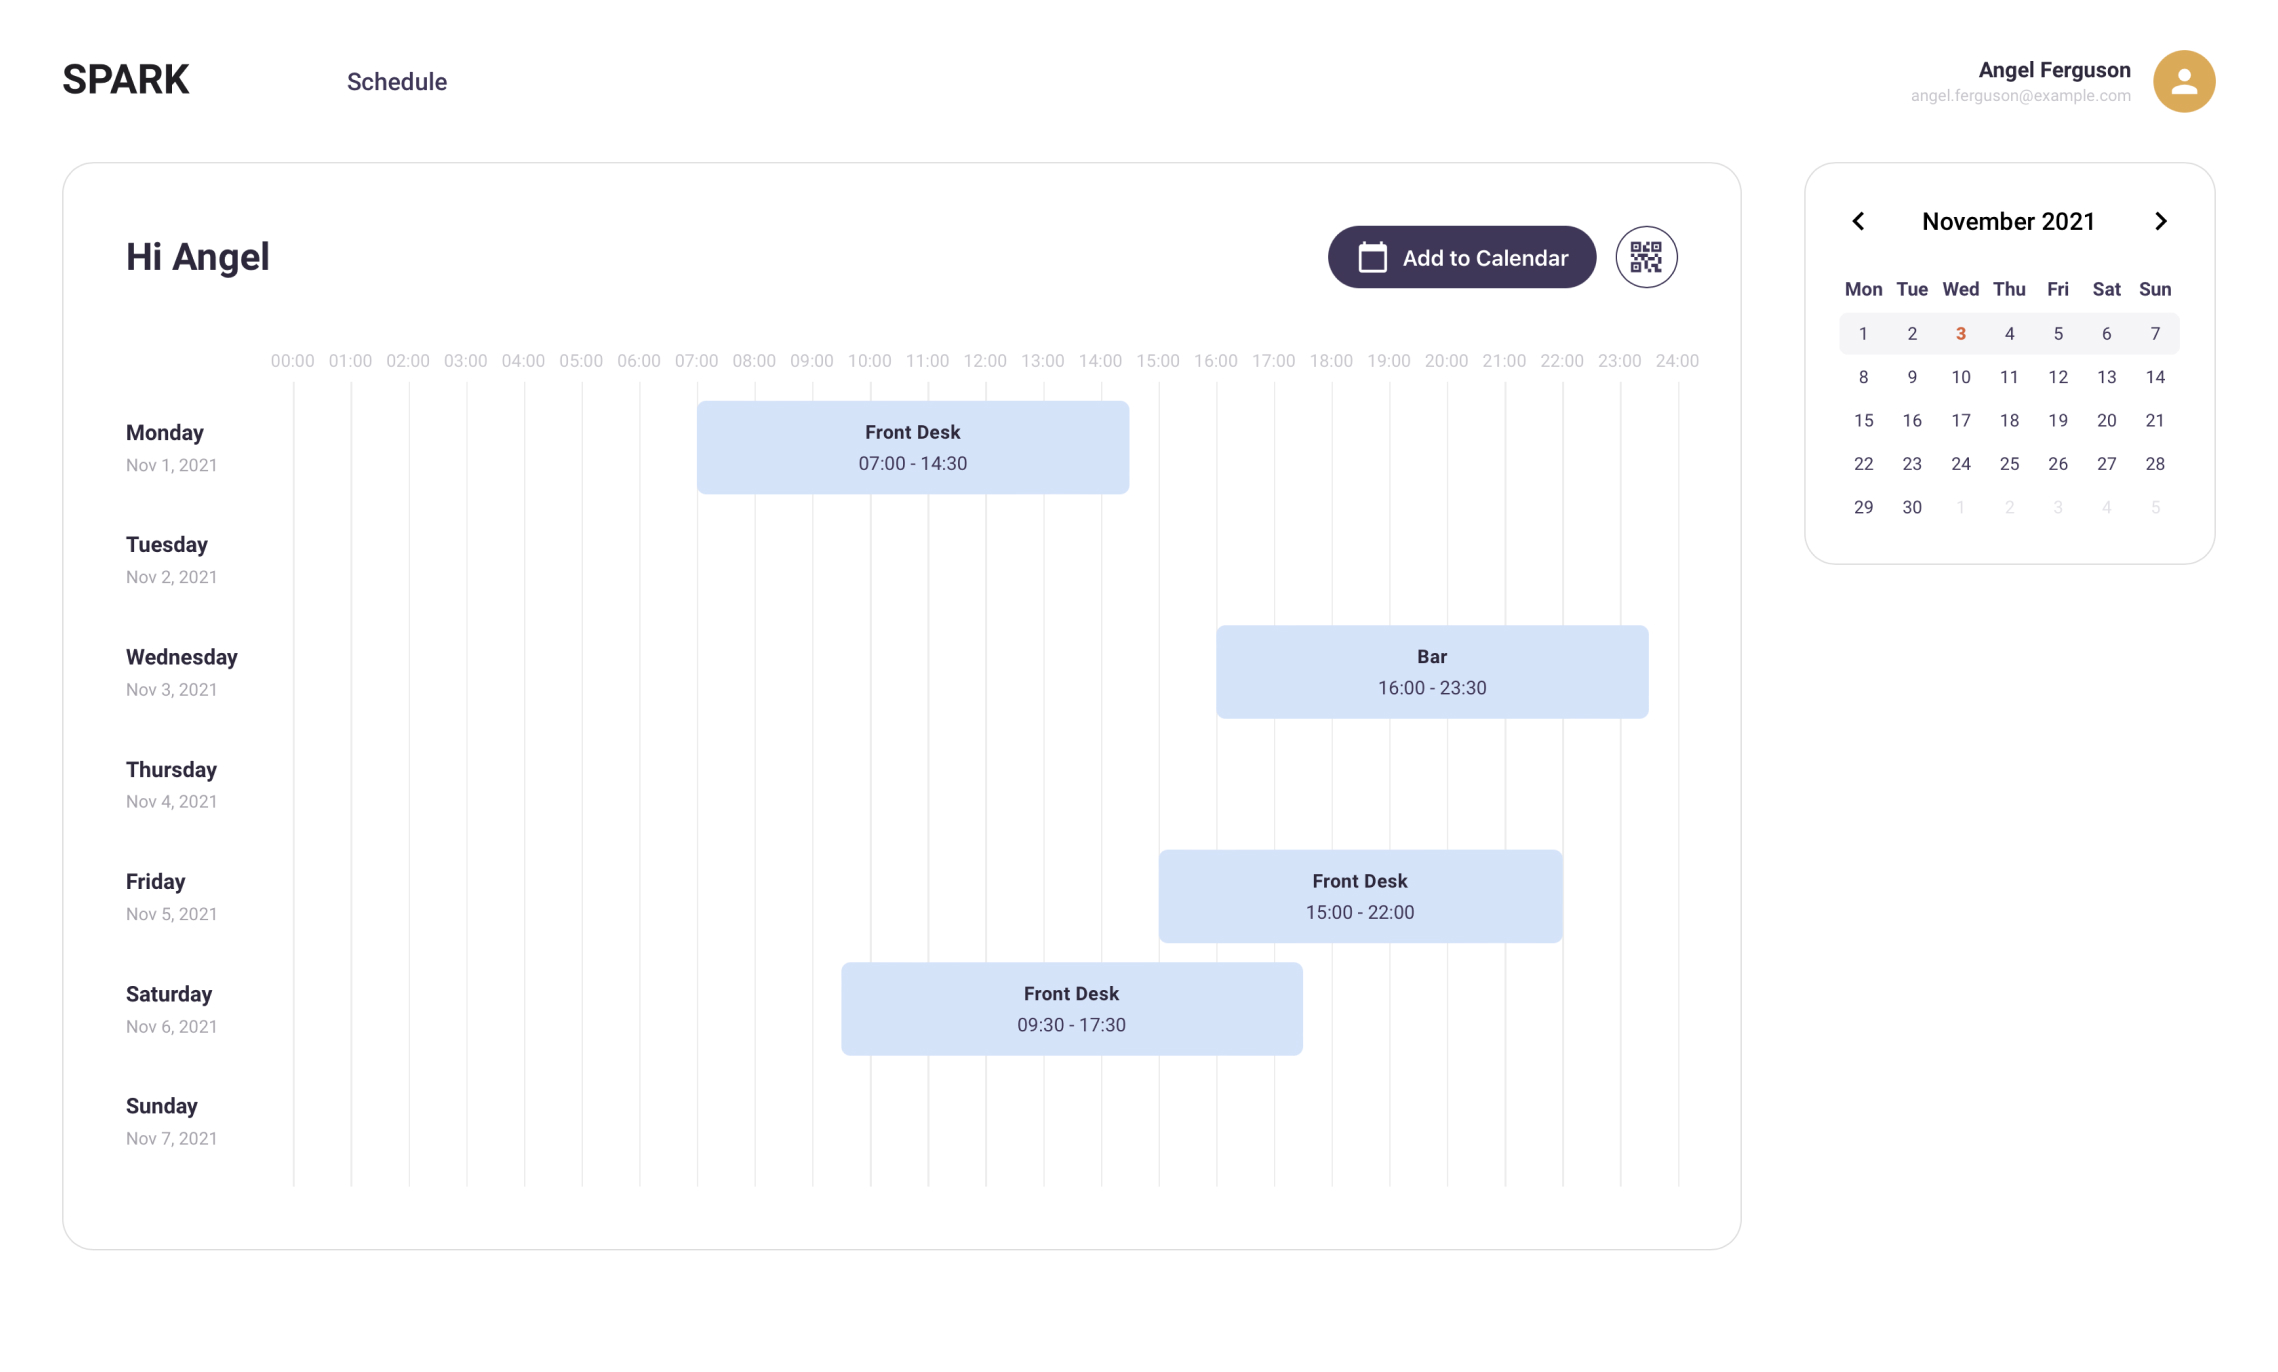 SPARK
Schedule
Angel Ferguson
angel.ferguson@example.com
Hi Angel
Add to Calendar
00:00 01:00 02:00 03:00 04:00 05:00 06:00 07:00 08:00 09:00 10:00 11:00 12:00 13:00 14:00 15:00 16:00 17:00 18:00 19:00 20:00 21:00 22:00 23:00 24:00
Monday
Nov 1, 2021
Front Desk
07:00 - 14:30
Tuesday
Nov 2, 2021
Wednesday
Nov 3, 2021
Bar
16:00 - 23:30
Thursday
Nov 4, 2021
Friday
Nov 5, 2021
Front Desk
15:00 - 22:00
Saturday
Nov 6, 2021
Front Desk
09:30 - 17:30
Sunday
Nov 7, 2021
November 2021
Mon Tue Wed Thu Fri Sat Sun
1 2 3 4 5 6 7
8 9 10 11 12 13 14
15 16 17 18 19 20 21
22 23 24 25 26 27 28
29 30 1 2 3 4 5